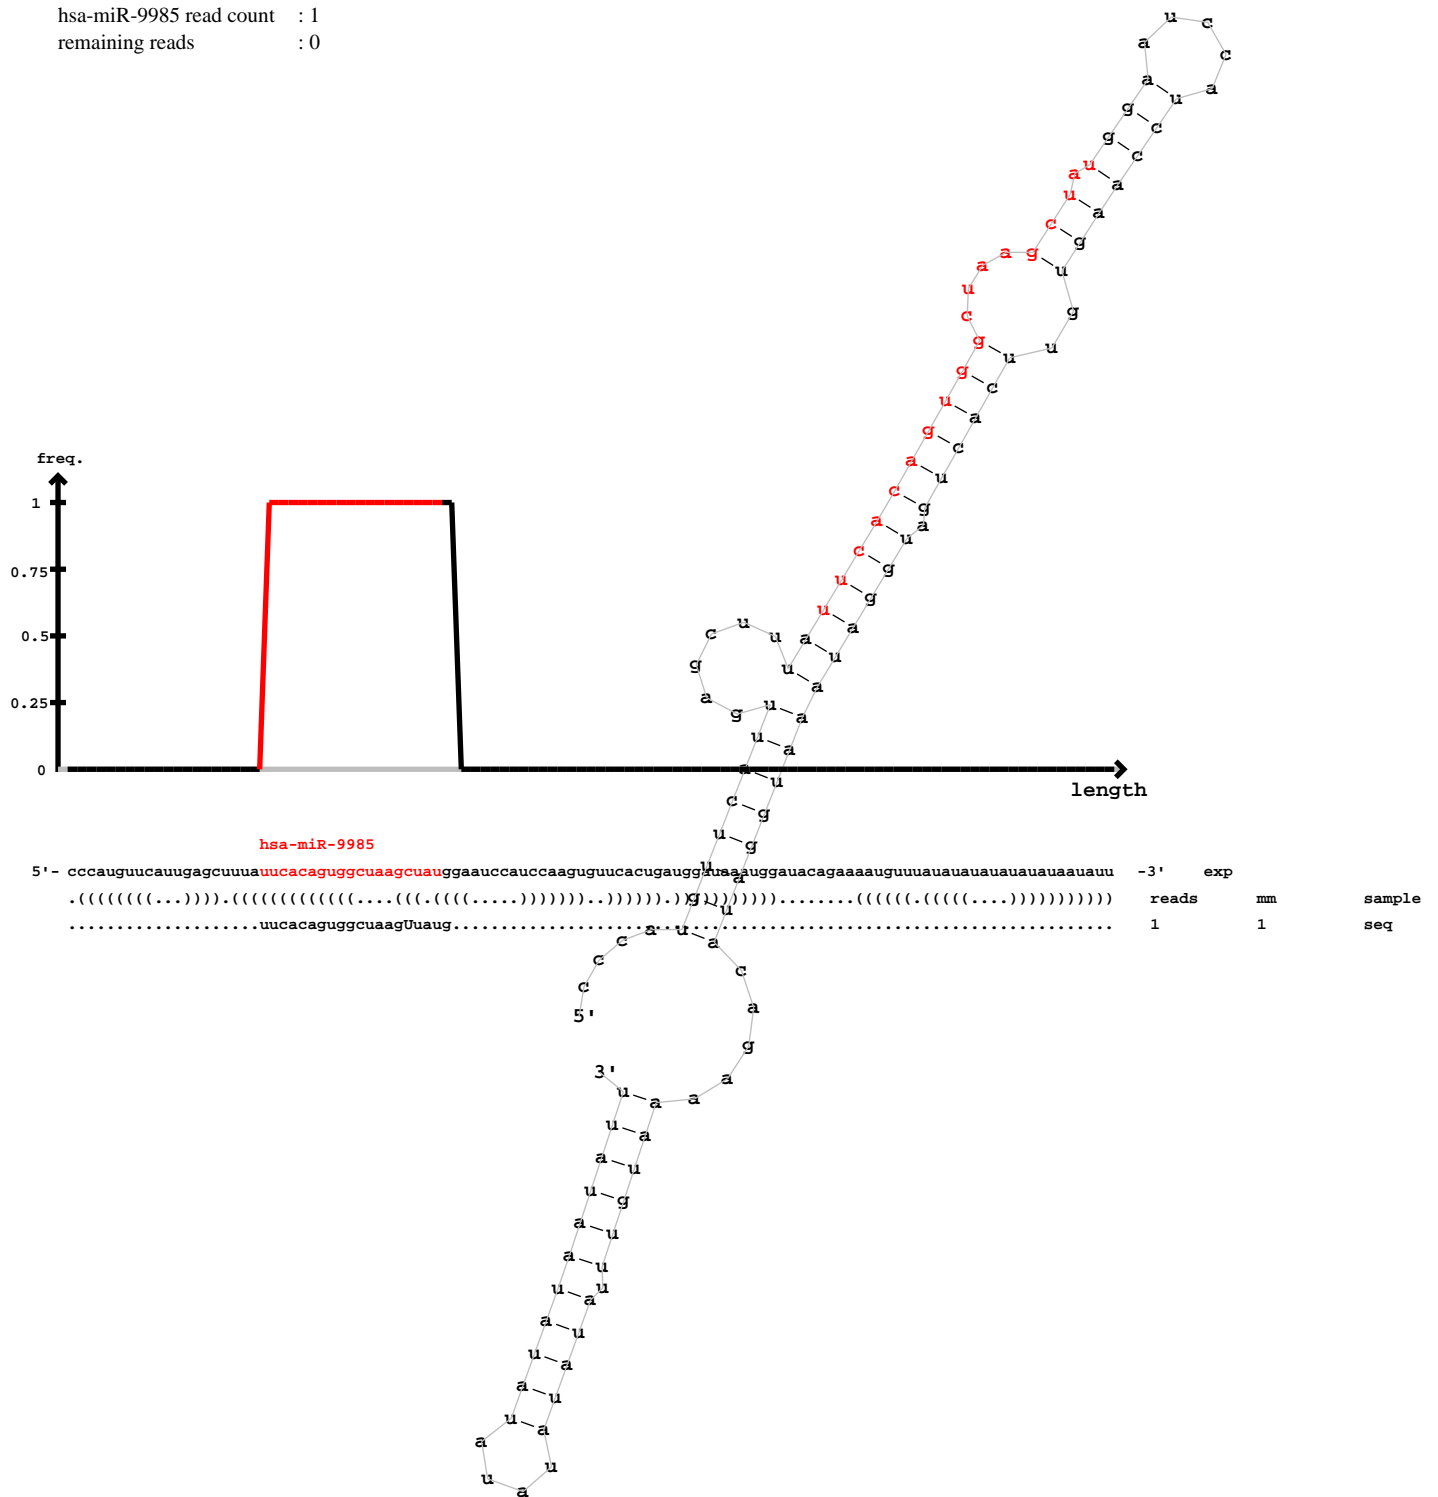 hsa-miR-9985 read count : 1
remaining reads : 0
freq.
1
0.75
0.5
0.25
0
length
hsa-miR-9985
5'- cccauguucauugagcuuuauucacaguggcuaagcuauggaauccauccaaguguucacugauggauaaauggauacagaaaauguuuauauauauauauauaauauu -3' exp
.((((((((...)))).(((((((((((((....(((.((((.....)))))))..)))))).)))))))))))........((((((.(((((....))))))))))) reads mm sample
....................uucacaguggcuaagUuaug..................................................................... 1 1 seq
5'
3'